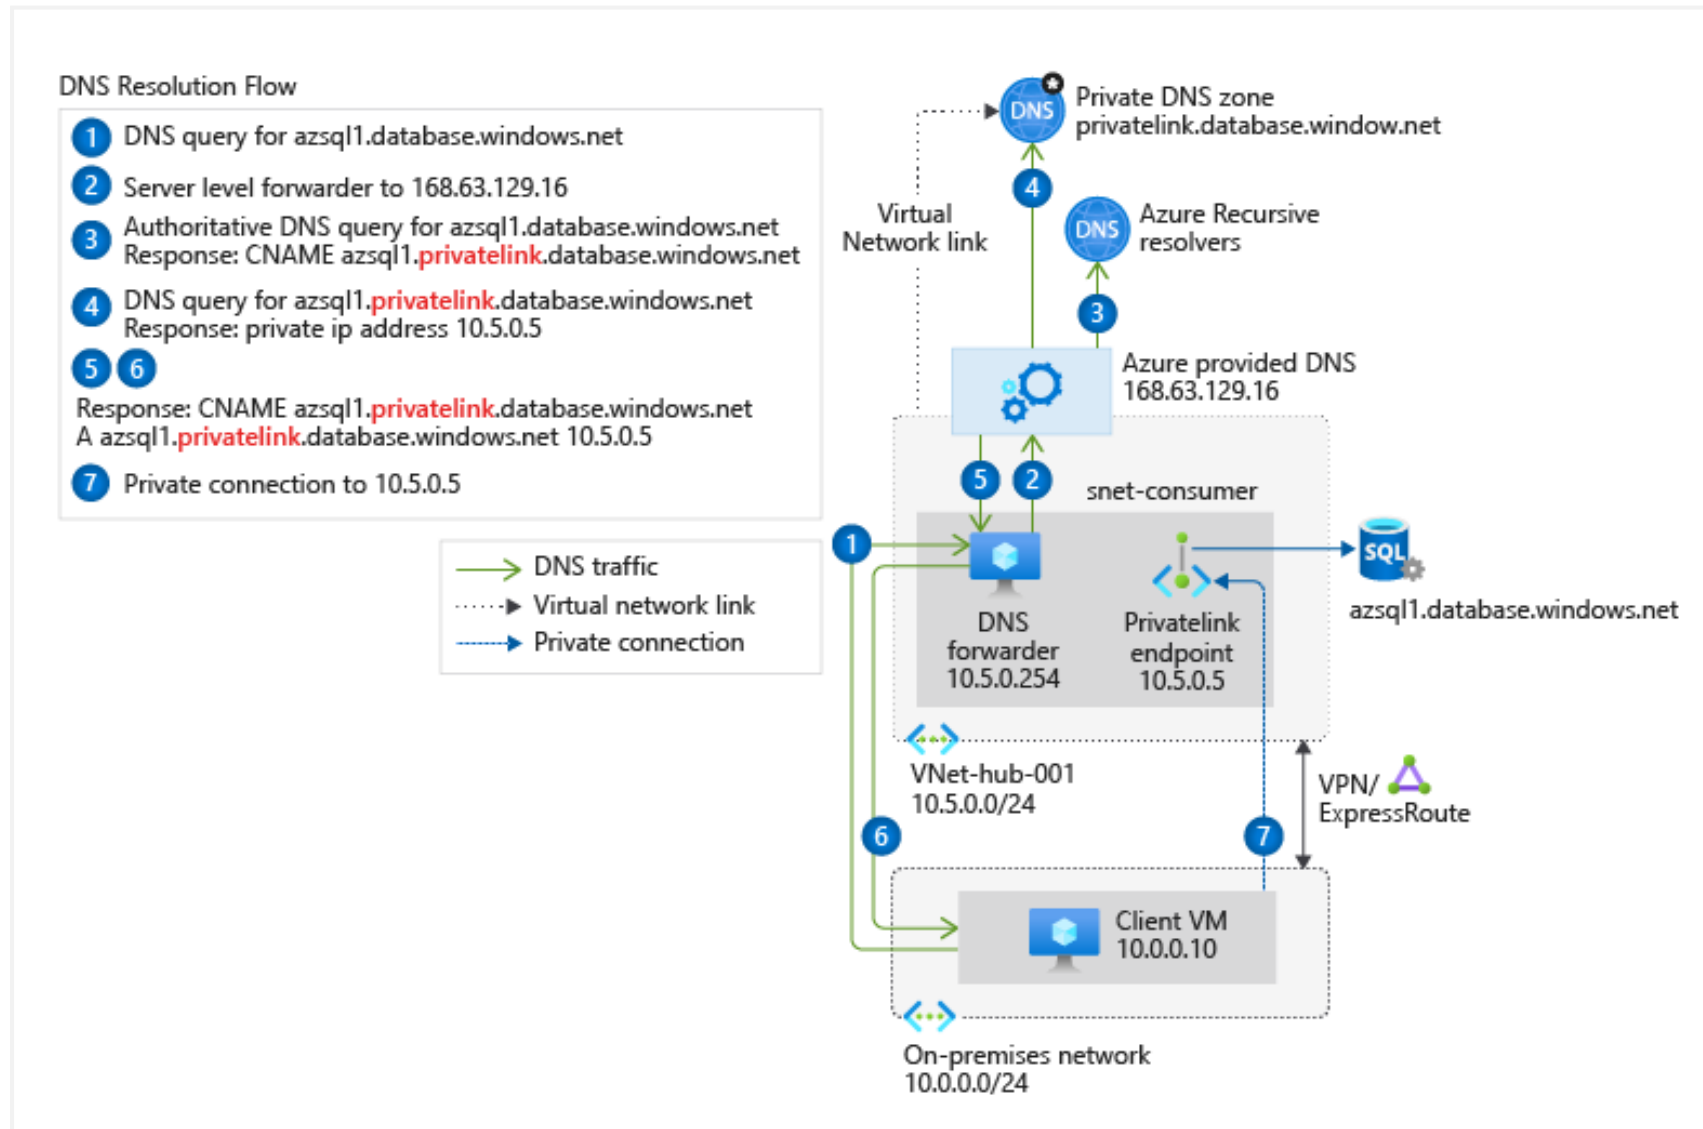 DNS Resolution Flow
1 DNS query for azsql1.database.windows.net
2 Server level forwarder to 168.63.129.16
3 Authoritative DNS query for azsql1.database.windows.net
Response: CNAME azsql1.privatelink.database.windows.net
4 DNS query for azsql1.privatelink.database.windows.net
Response: private ip address 10.5.0.5
5 6
Response: CNAME azsql1.privatelink.database.windows.net
A azsql1.privatelink.database.windows.net 10.5.0.5
7 Private connection to 10.5.0.5
DNS traffic
Virtual network link
Private connection
DNS
Private DNS zone
privatelink.database.window.net
4
Virtual
Network link
DNS
Azure Recursive
resolvers
3
Azure provided DNS
168.63.129.16
5
2
snet-consumer
1
DNS
forwarder
10.5.0.254
Privatelink
endpoint
10.5.0.5
SQL
azsql1.database.windows.net
VNet-hub-001
10.5.0.0/24
VPN/
ExpressRoute
6
7
Client VM
10.0.0.10
On-premises network
10.0.0.0/24